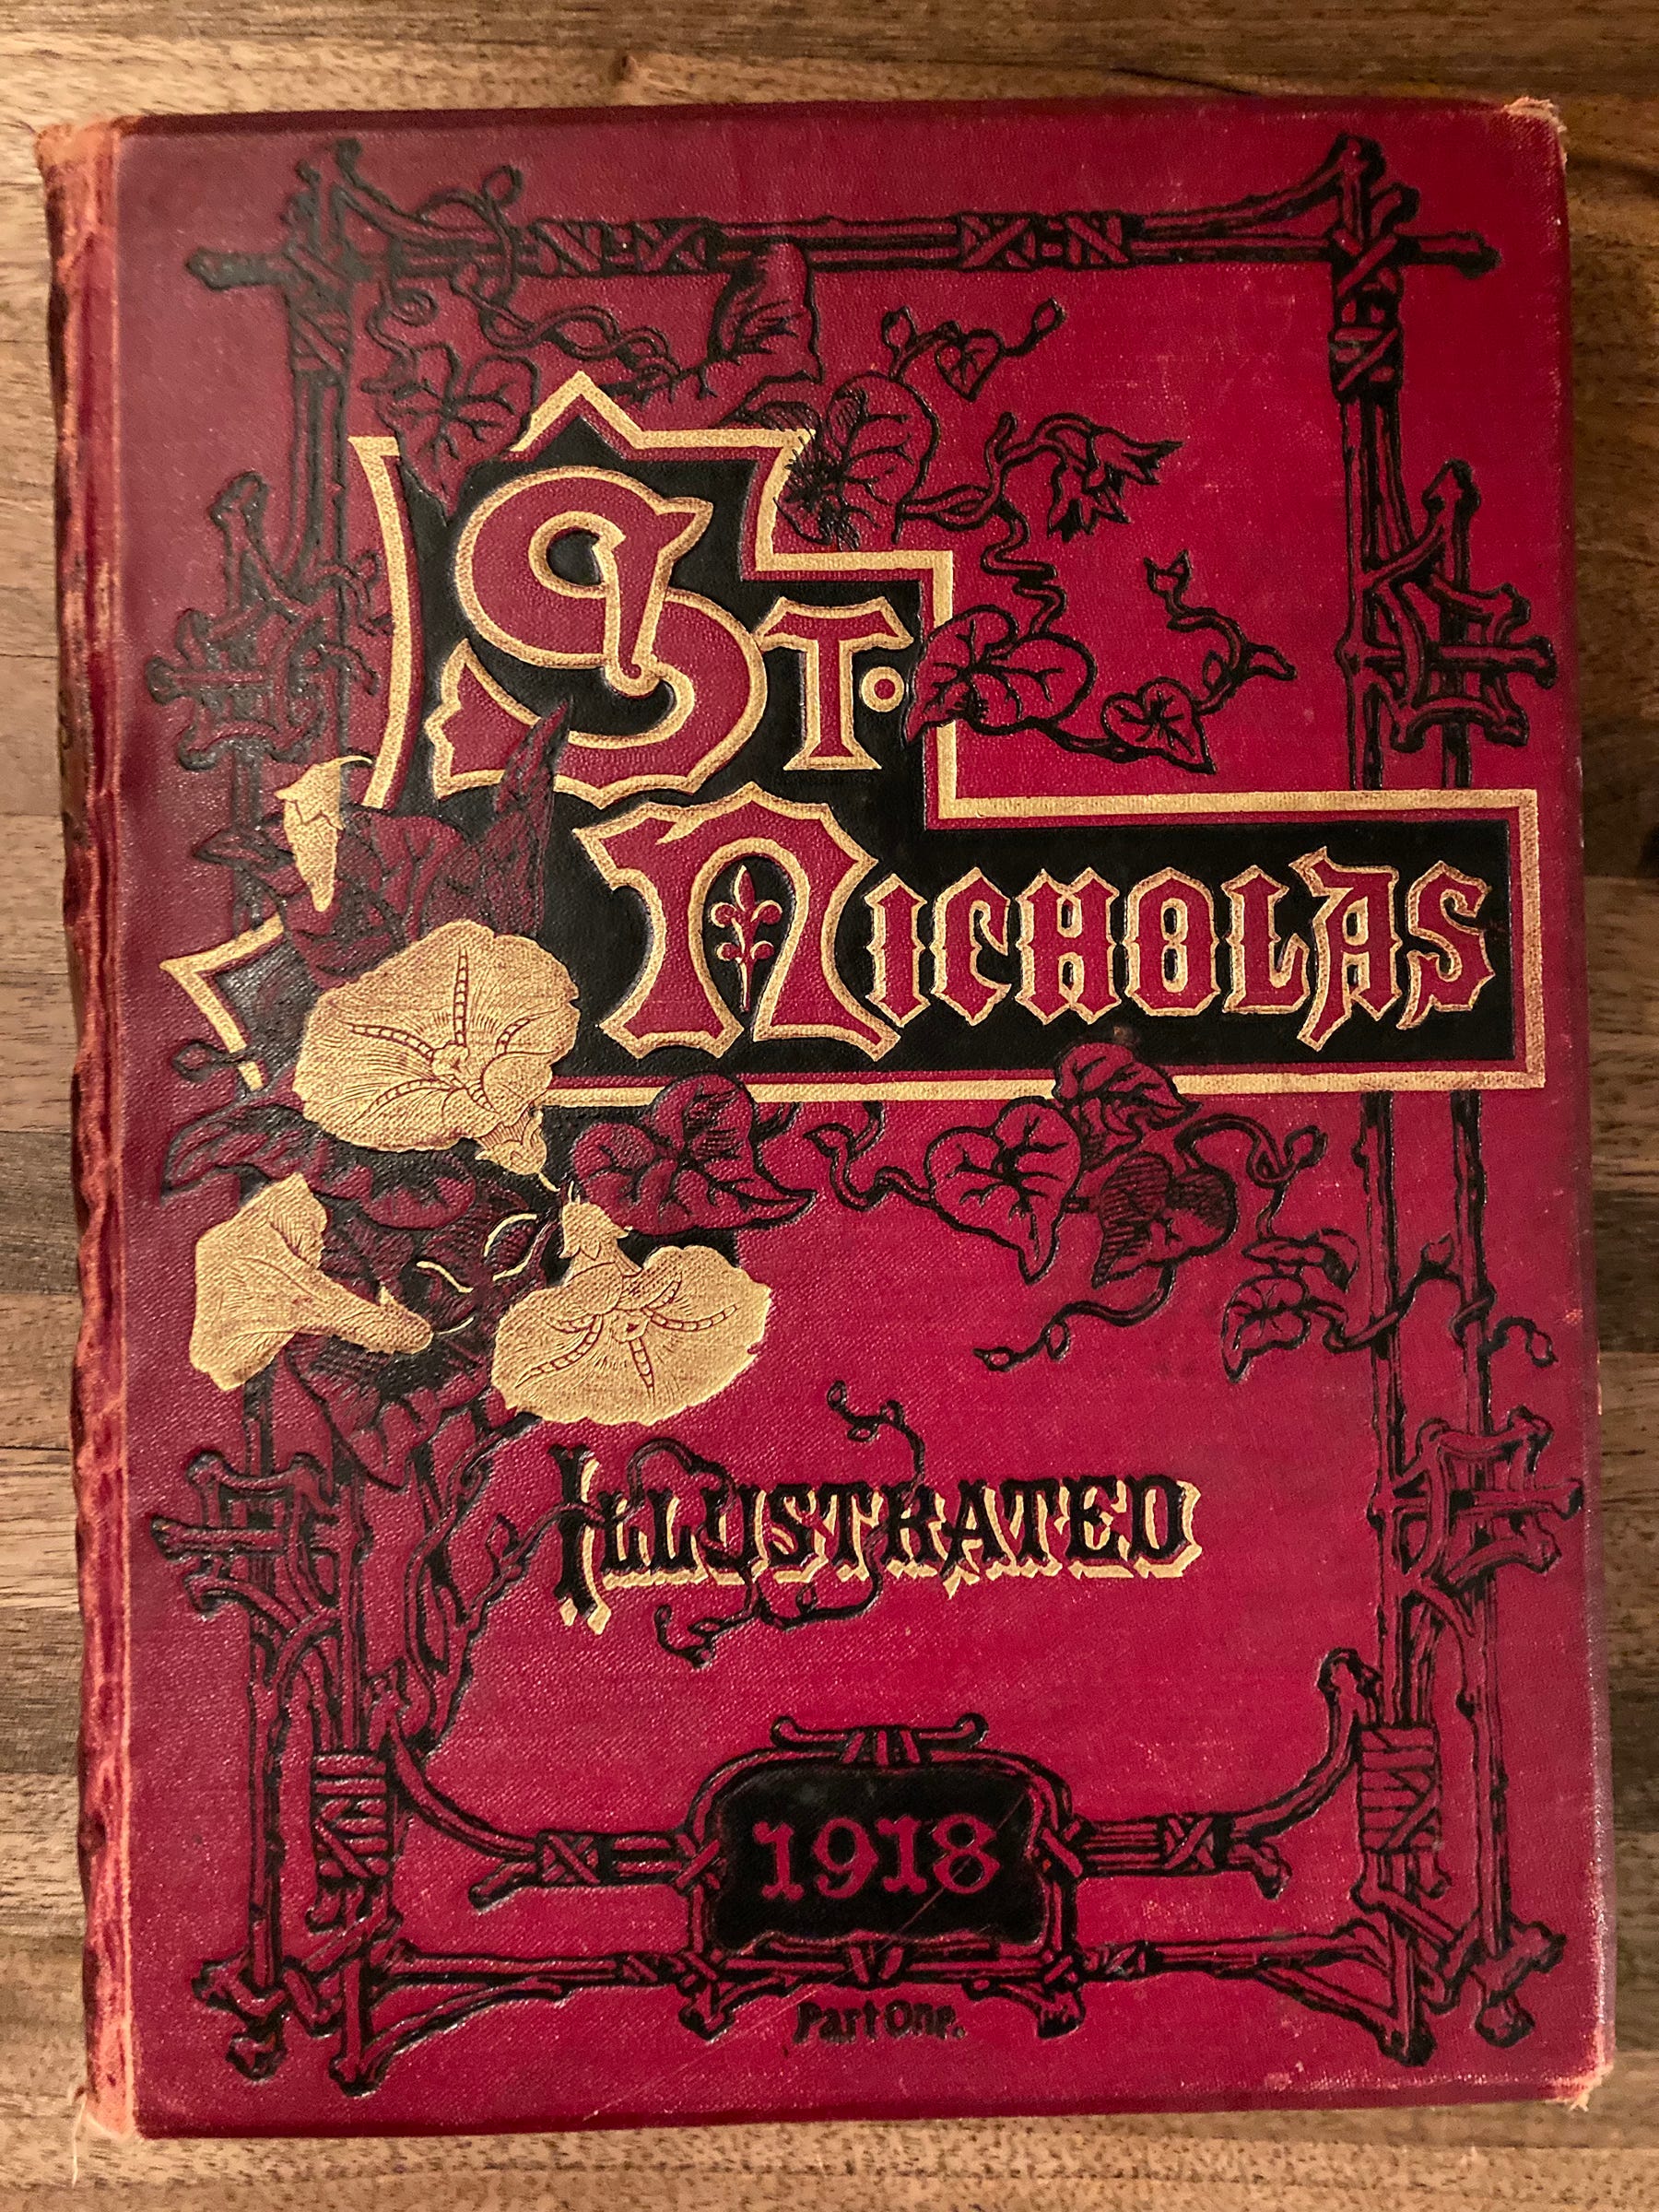 St.
Nicholas
Illustrated
1918
Part One.